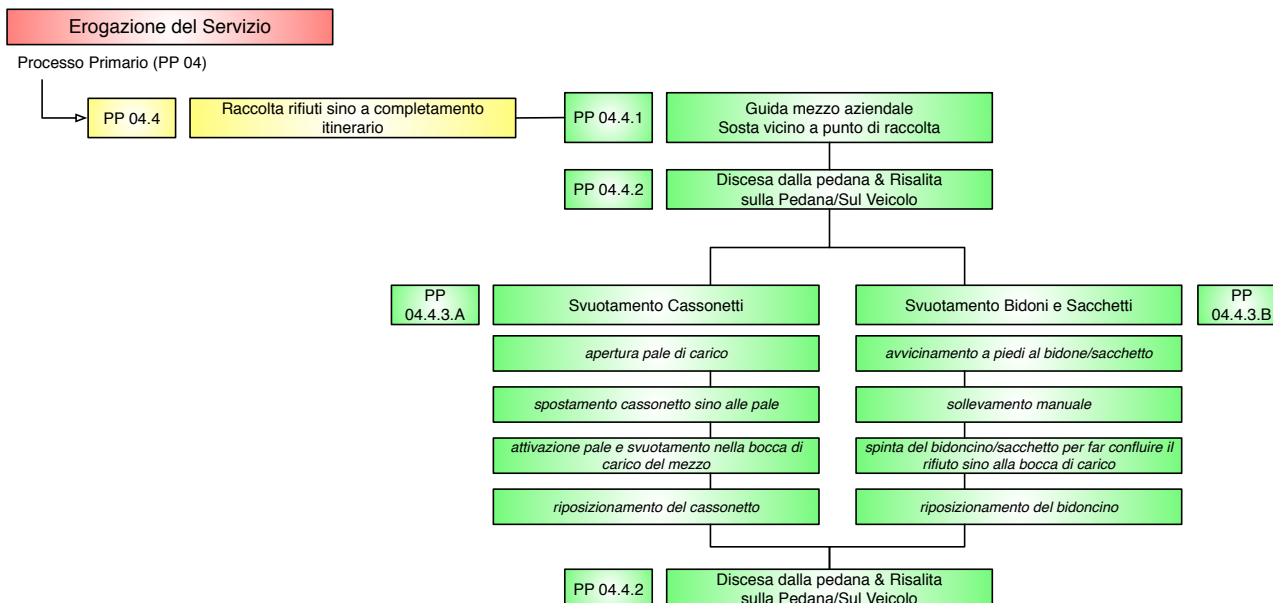 Erogazione del Servizio
Processo Primario (PP 04)
PP 04.4
Raccolta rifiuti sino a completamento
itinerario
PP 04.4.1
Guida mezzo aziendale
Sosta vicino a punto di raccolta
PP 04.4.2
Discesa dalla pedana & Risalita
sulla Pedana/Sul Veicolo
PP
04.4.3.A
Svuotamento Cassonetti
Svuotamento Bidoni e Sacchetti
PP
04.4.3.B
apertura pale di carico
avvicinamento a piedi al bidone/sacchetto
spostamento cassonetto sino alle pale
sollevamento manuale
attivazione pale e svuotamento nella bocca di
carico del mezzo
spinta del bidoncino/sacchetto per far confluire il
rifiuto sino alla bocca di carico
riposizionamento del cassonetto
riposizionamento del bidoncino
PP 04.4.2
Discesa dalla pedana & Risalita
sulla Pedana/Sul Veicolo